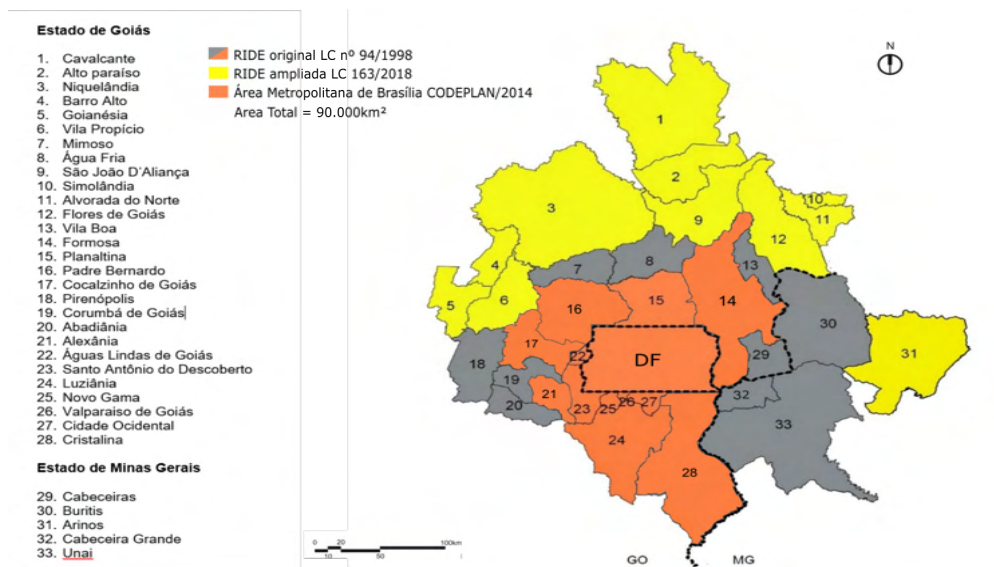 Estado de Goiás
1. Cavalcante
2. Alto paraíso
3. Niquelândia
4. Barro Alto
5. Goianésia
6. Vila Propício
7. Mimoso
8. Água Fria
9. São João D'Aliança
10. Simolândia
11. Alvorada do Norte
12. Flores de Goiás
13. Vila Boa
14. Formosa
15. Planaltina
16. Padre Bernardo
17. Cocalzinho de Goiás
18. Pirenópolis
19. Corumbá de Goiás
20. Abadiânia
21. Alexânia
22. Águas Lindas de Goiás
23. Santo Antônio do Descoberto
24. Luziânia
25. Novo Gama
26. Valparaiso de Goiás
27. Cidade Ocidental
28. Cristalina
Estado de Minas Gerais
29. Cabeceiras
30. Buritis
31. Arinos
32. Cabeceira Grande
33. Unai
RIDE original LC nº 94/1998
RIDE ampliada LC 163/2018
Área Metropolitana de Brasília CODEPLAN/2014
Area Total = 90.000km²
N
1
2
3
9
10
11
12
4
7
8
13
5
6
16
15
14
30
17
22
DF
29
31
18
19
21
20
23
25
26
27
32
33
24
28
0
20
100km
10
50
GO
MG